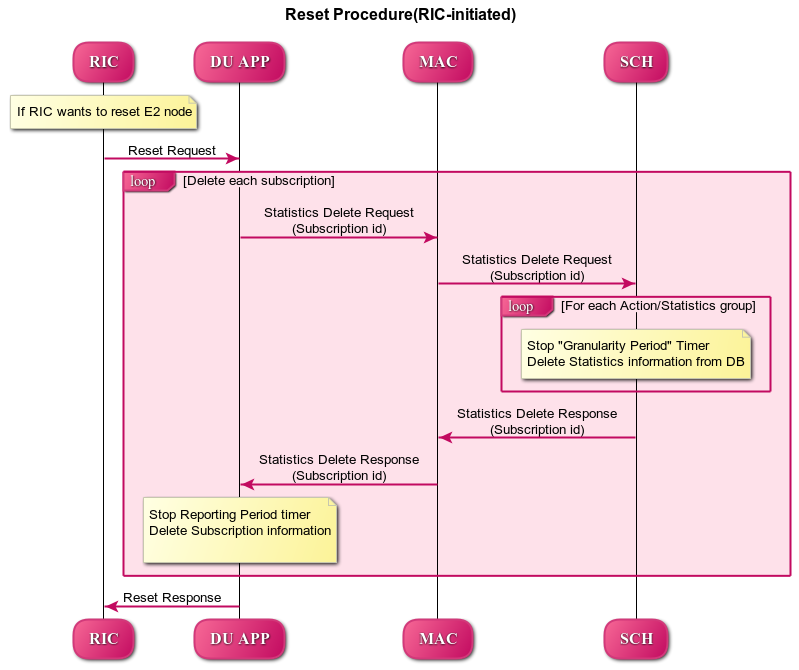 Reset Procedure(RIC-initiated)
RIC
DU APP
MAC
SCH
If RIC wants to reset E2 node
Reset Request
loop
[Delete each subscription]
Statistics Delete Request
(Subscription id)
Statistics Delete Request
(Subscription id)
loop
[For each Action/Statistics group]
Stop "Granularity Period" Timer
Delete Statistics information from DB
Statistics Delete Response
(Subscription id)
Statistics Delete Response
(Subscription id)
Stop Reporting Period timer
Delete Subscription information
Reset Response
RIC
DU APP
MAC
SCH